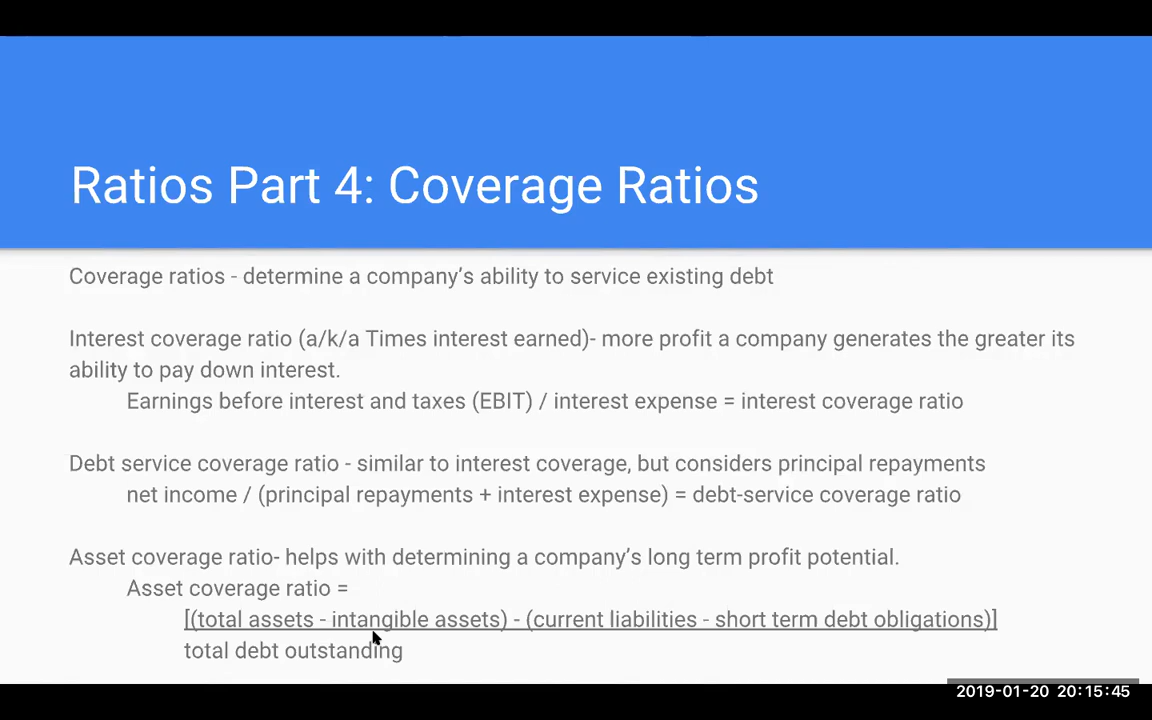 Ratios Part 4: Coverage Ratios
Coverage ratios - determine a company’s ability to service existing debt
Interest coverage ratio (a/k/a Times interest earned)- more profit a company generates the greater its
ability to pay down interest.
Earnings before interest and taxes (EBIT) / interest expense = interest coverage ratio
Debt service coverage ratio - similar to interest coverage, but considers principal repayments
net income / (principal repayments + interest expense) = debt-service coverage ratio
Asset coverage ratio- helps with determining a company’s long term profit potential.
Asset coverage ratio =
[(total assets - intangible assets) - (current liabilities - short term debt obligations)]
total debt outstanding
2019-01-20 20:15:45